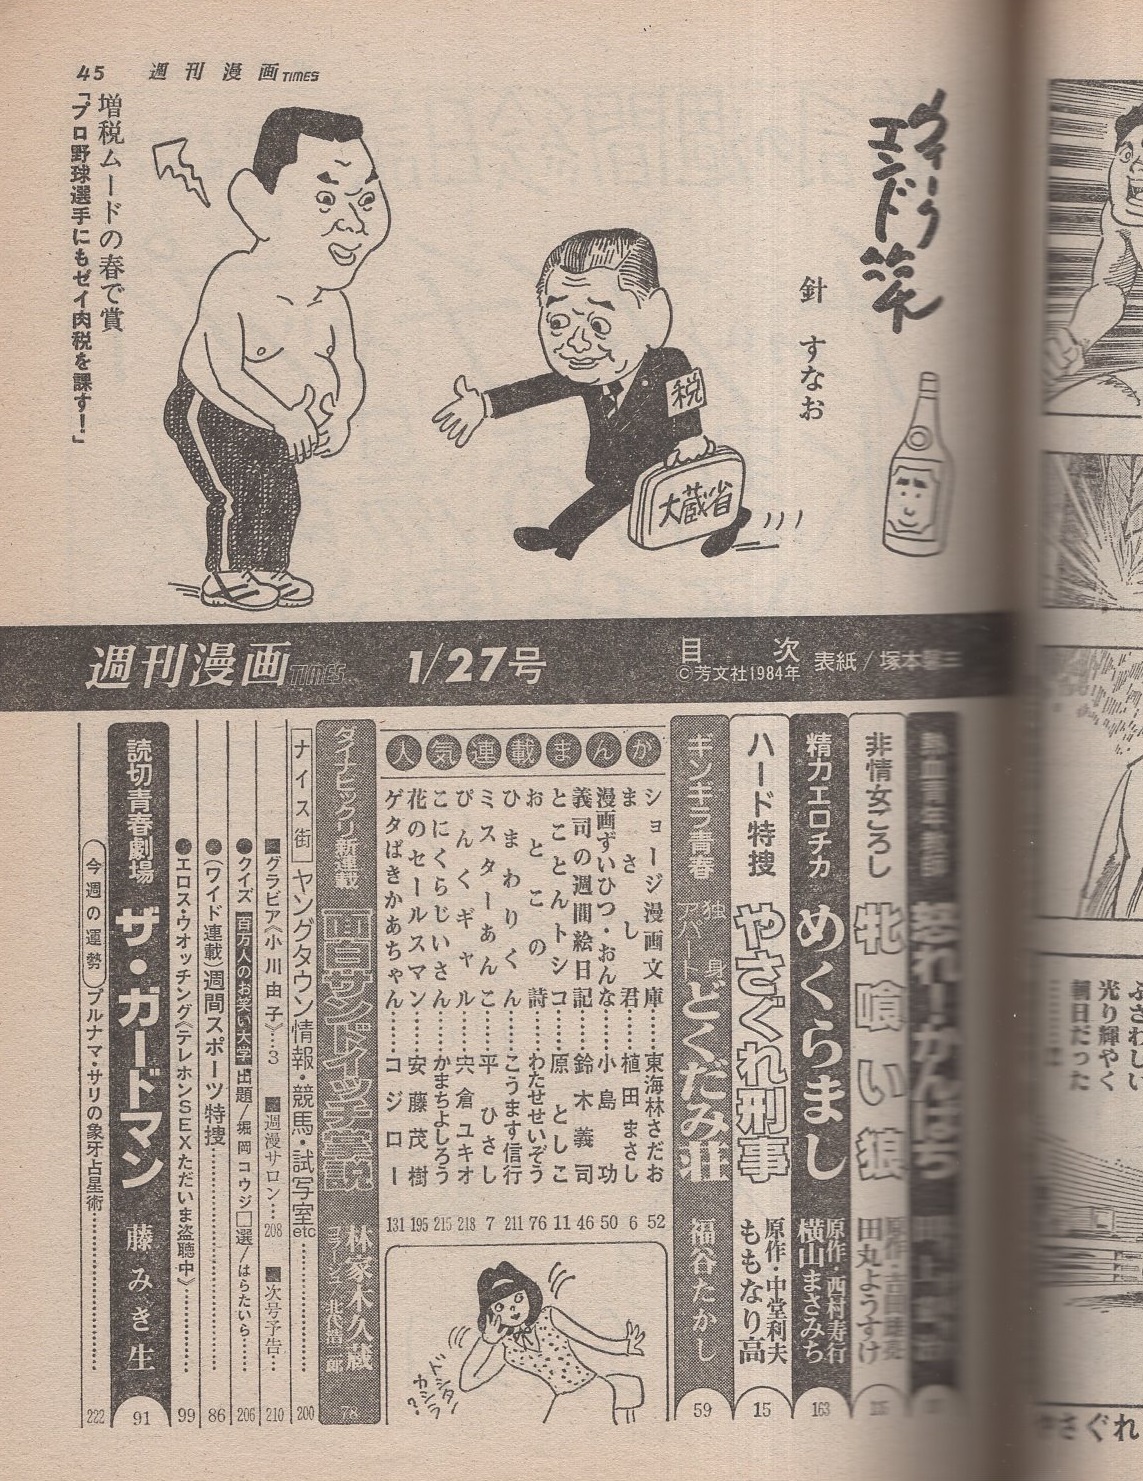 45 週刊漫画TIMES
ウィークエンド笑
針 すなお
増税ムードの春で賞
「プロ野球選手にもゼイ肉税を課す!」
税
大蔵省
週刊漫画TIMES 1/27号
目次
©芳文社1984年
表紙/塚本馨三
熱血青年教師 怒れ!かんぱち
非情女ごろし 牝喰い狼 田丸ようすけ
精力エロチカ めくらまし 原作・西村寿行 横山まさみち 163
ハード特捜 やさぐれ刑事 原作・中堂利夫 ももなり高 15
ギンギラ青春 独身アパートどくだみ荘 福谷たかし 59
人気連載まんが
ショージ漫画文庫……東海林さだお 52
まさし君……植田まさし 6
漫画ずいひつ・おんな……小島功 50
義司の週間絵日記……鈴木義司 46
とことんトシコ……原としこ 11
おとこの詩……わたせせいぞう 76
ひまわりくん……こうます信行 211
ミスターあんこ……平ひさし 7
ぴんくギャル……宍倉ユキオ 218
こにくらじいさん……かまちよしろう 215
花のセールスマン……安藤茂樹 195
ゲタばきかあちゃん……コジロー 131
ダイナミックリ新連載 面白サンドイッチ伝説 林家木久蔵 78
ナイス街 ヤングタウン情報・競馬・試写室etc…… 200
■グラビア《小川由子》…3 ■週漫サロン…208 ■次号予告…210
●クイズ 百万人のお笑い大学 出題/堀岡コウジ 選/はらたいら…… 206
●〈ワイド連載〉週間スポーツ特捜…… 86
●エロス・ウオッチング《テレホンSEXただいま盗聴中》…… 99
読切青春劇場 ザ・ガードマン 藤みき生 91
今週の運勢 プルナマ・サリの象牙占星術…… 222
ふさわしい
光り輝やく
朝日だった
やさぐれ